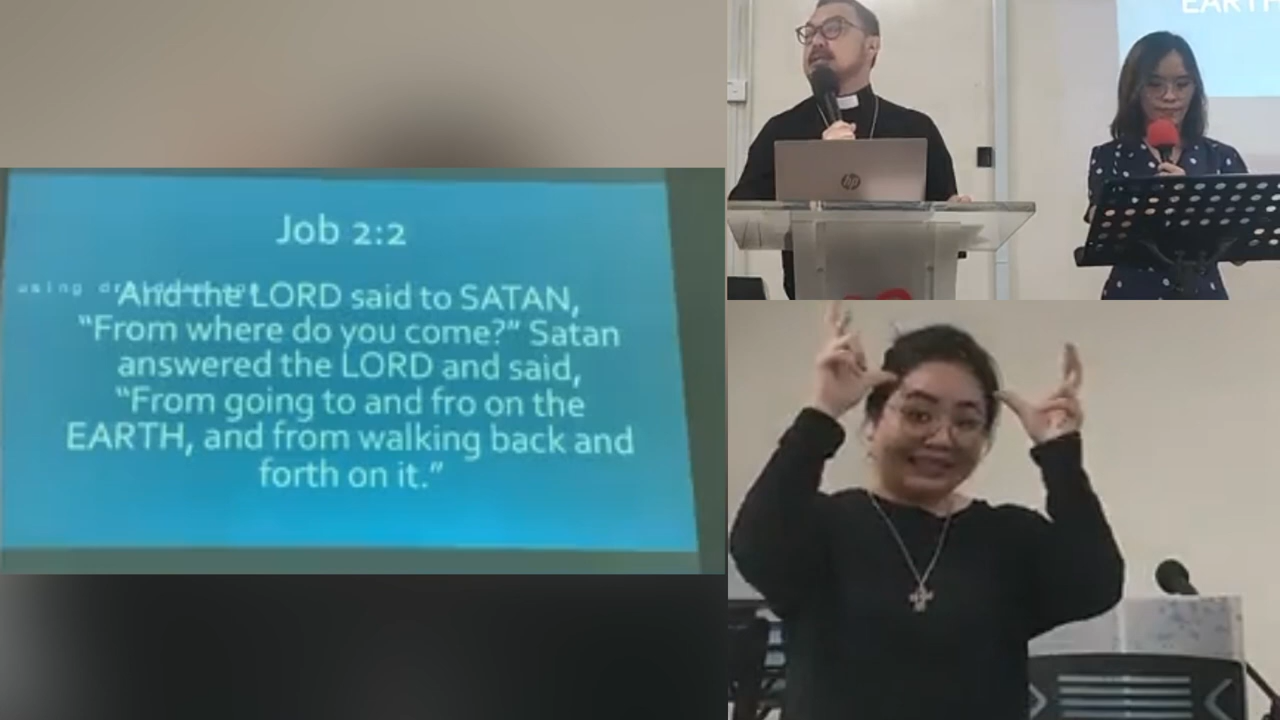 Job 2:2
"And the LORD said to SATAN,
"From where do you come?" Satan
answered the LORD and said,
"From going to and fro on the
EARTH, and from walking back and
forth on it."
EARTH
hp